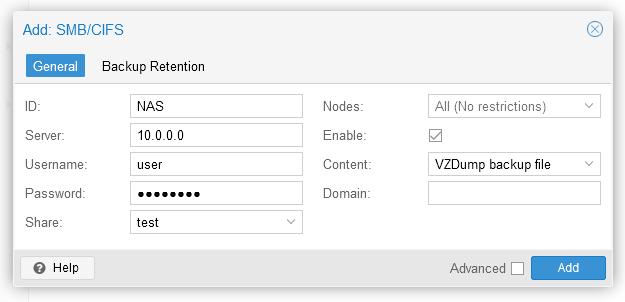 Add: SMB/CIFS
General Backup Retention
ID: NAS Nodes: All (No restrictions)
Server: 10.0.0.0 Enable:
Username: user Content: VZDump backup file
Password: ●●●●●●●● Domain:
Share: test
Help Advanced Add